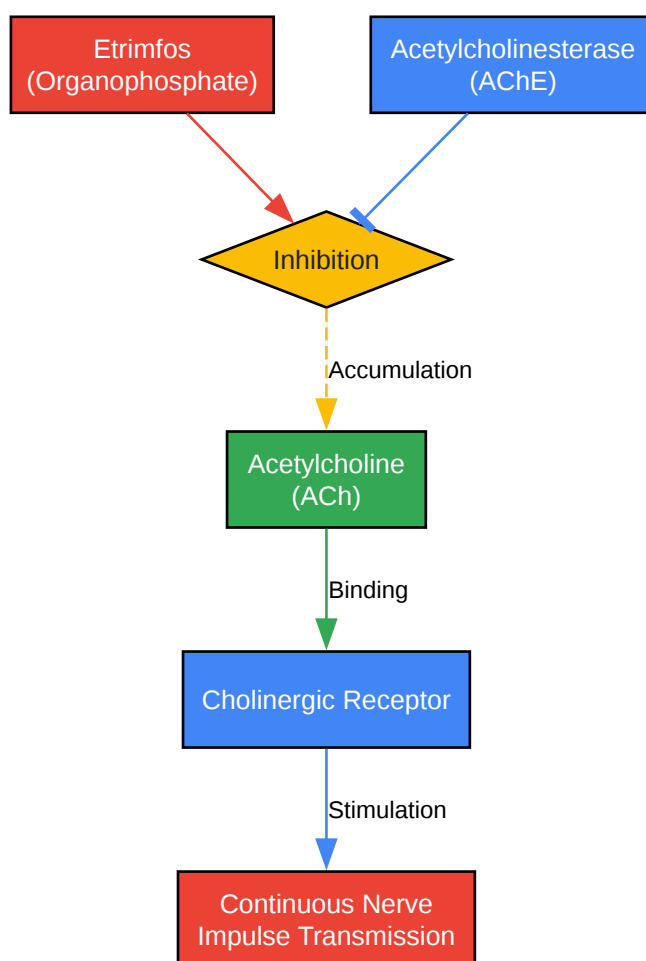 Etrimfos
(Organophosphate)
Acetylcholinesterase
(AChE)
Inhibition
Accumulation
Acetylcholine
(ACh)
Binding
Cholinergic Receptor
Stimulation
Continuous Nerve
Impulse Transmission